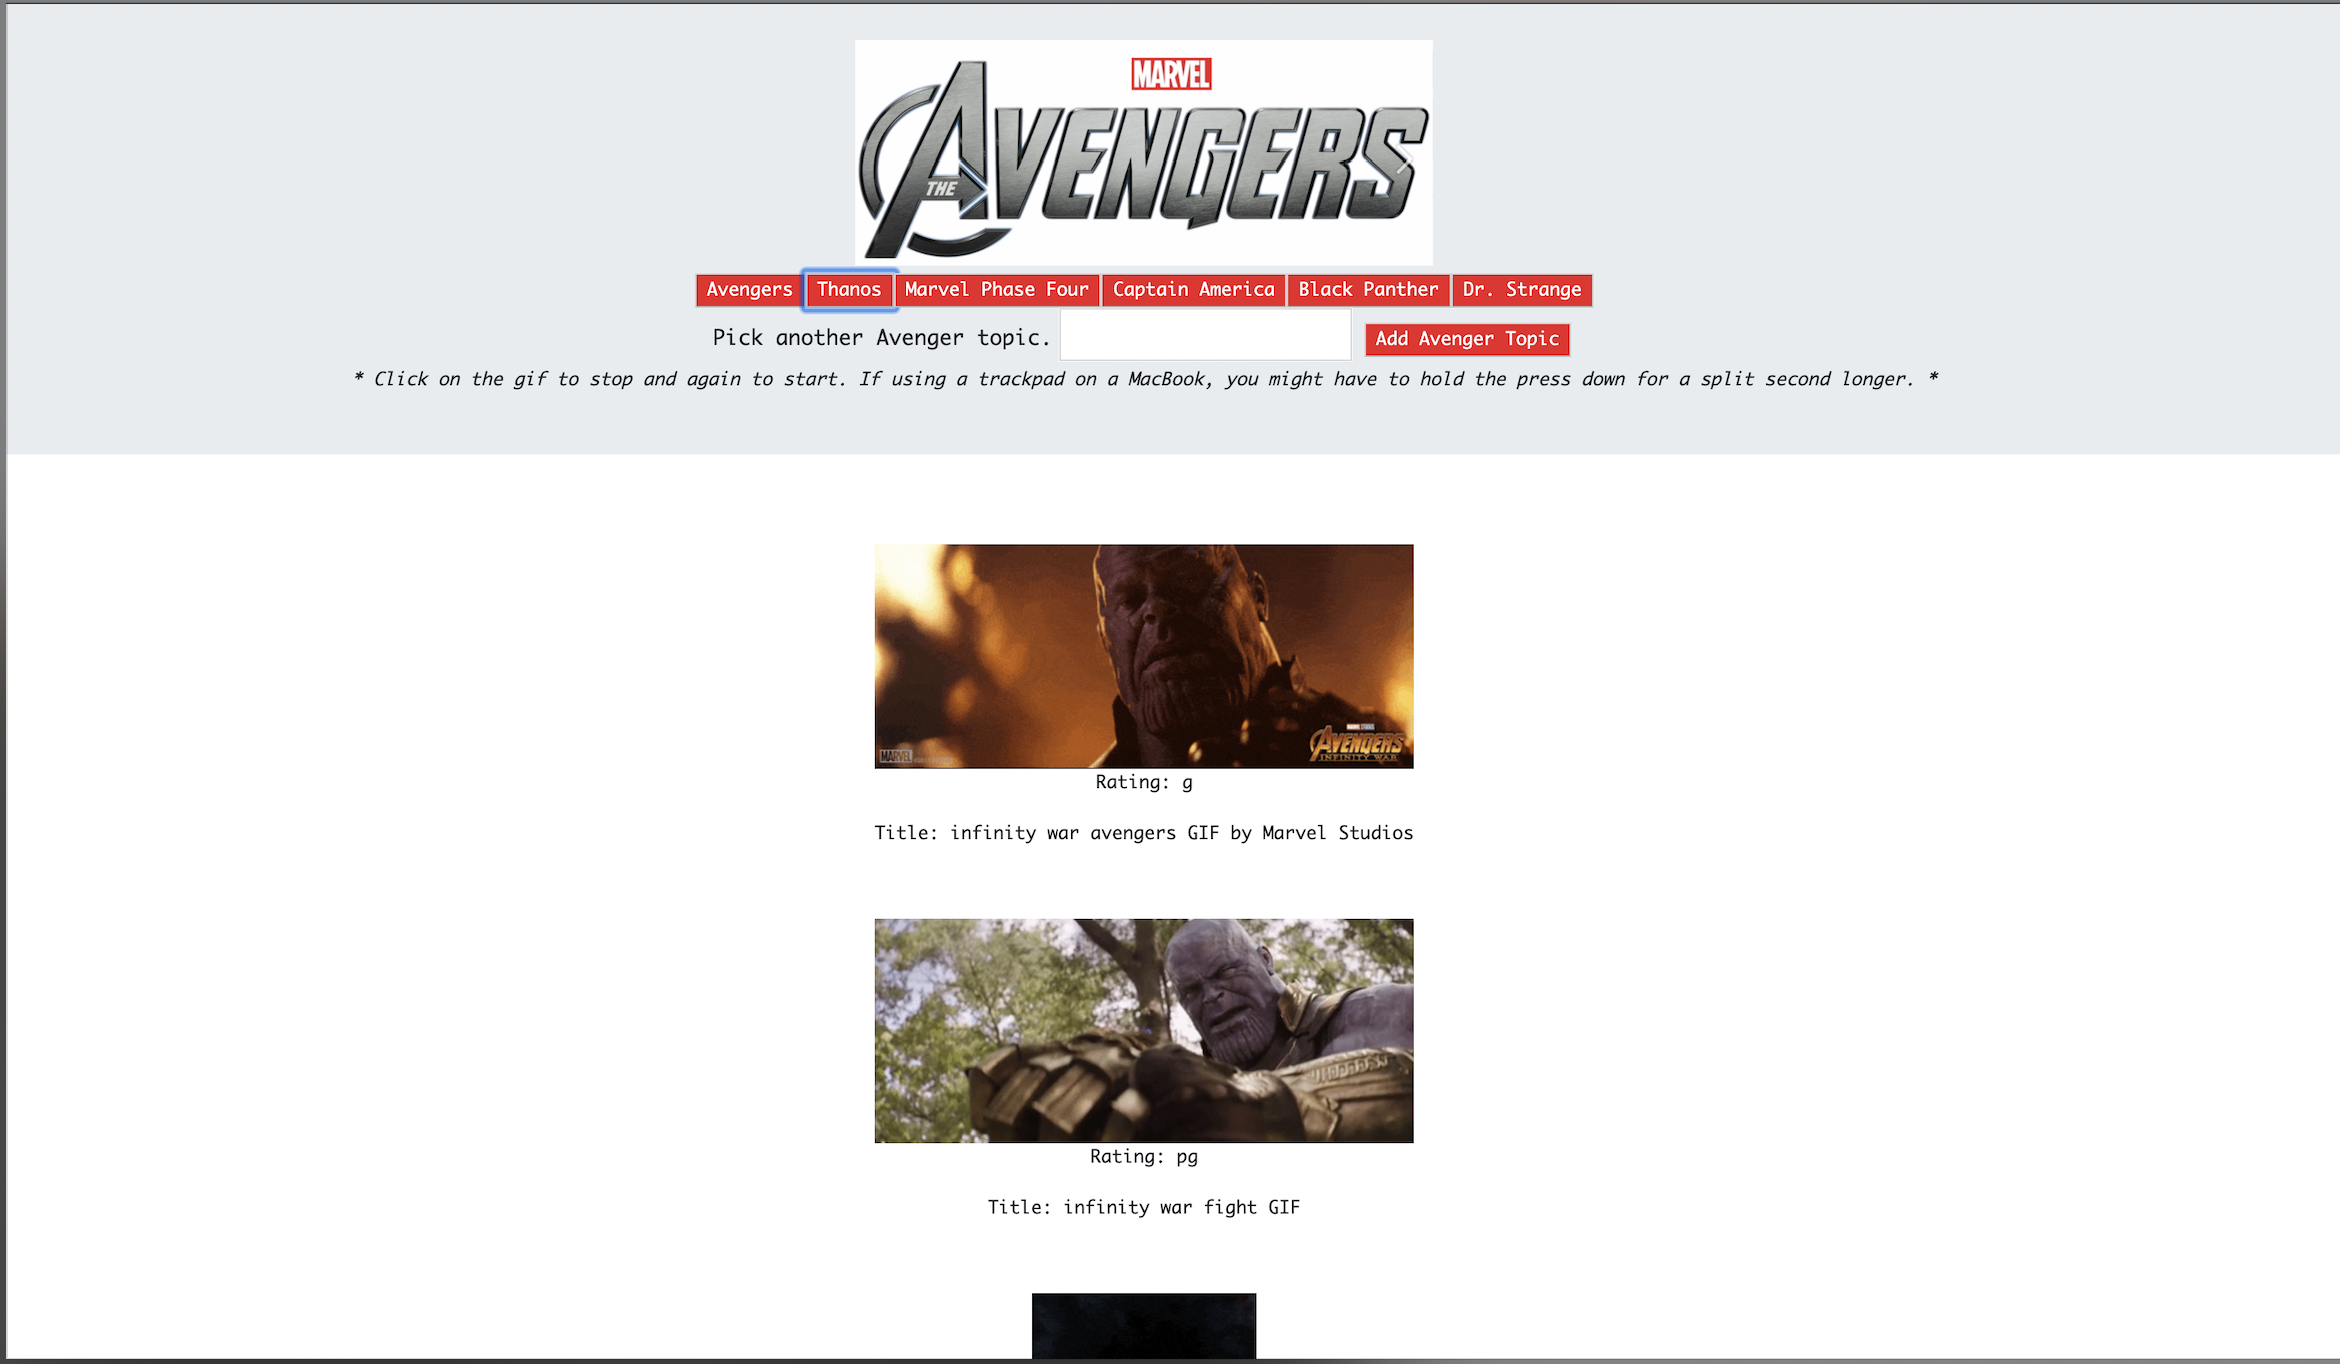 MARVEL
THE AVENGERS
Avengers Thanos Marvel Phase Four Captain America Black Panther Dr. Strange
Pick another Avenger topic. Add Avenger Topic
* Click on the gif to stop and again to start. If using a trackpad on a MacBook, you might have to hold the press down for a split second longer. *
MARVEL STUDIOS
AVENGERS
INFINITY WAR
MARVEL
Rating: g
Title: infinity war avengers GIF by Marvel Studios
Rating: pg
Title: infinity war fight GIF